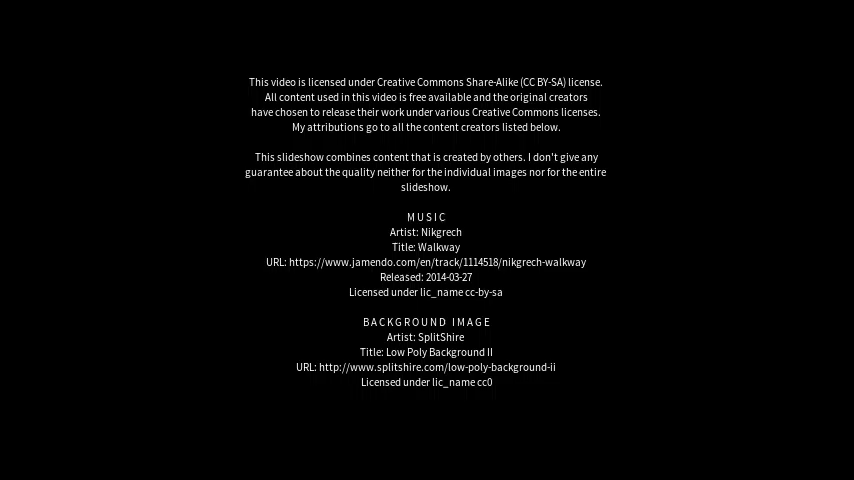 This video is licensed under Creative Commons Share-Alike (CC BY-SA) license.
All content used in this video is free available and the original creators
have chosen to release their work under various Creative Commons licenses.
My attributions go to all the content creators listed below.
This slideshow combines content that is created by others. I don't give any
guarantee about the quality neither for the individual images nor for the entire
slideshow.
M U S I C
Artist: Nikgrech
Title: Walkway
URL: https://www.jamendo.com/en/track/1114518/nikgrech-walkway
Released: 2014-03-27
Licensed under lic_name cc-by-sa
B A C K G R O U N D   I M A G E
Artist: SplitShire
Title: Low Poly Background II
URL: http://www.splitshire.com/low-poly-background-ii
Licensed under lic_name cc0